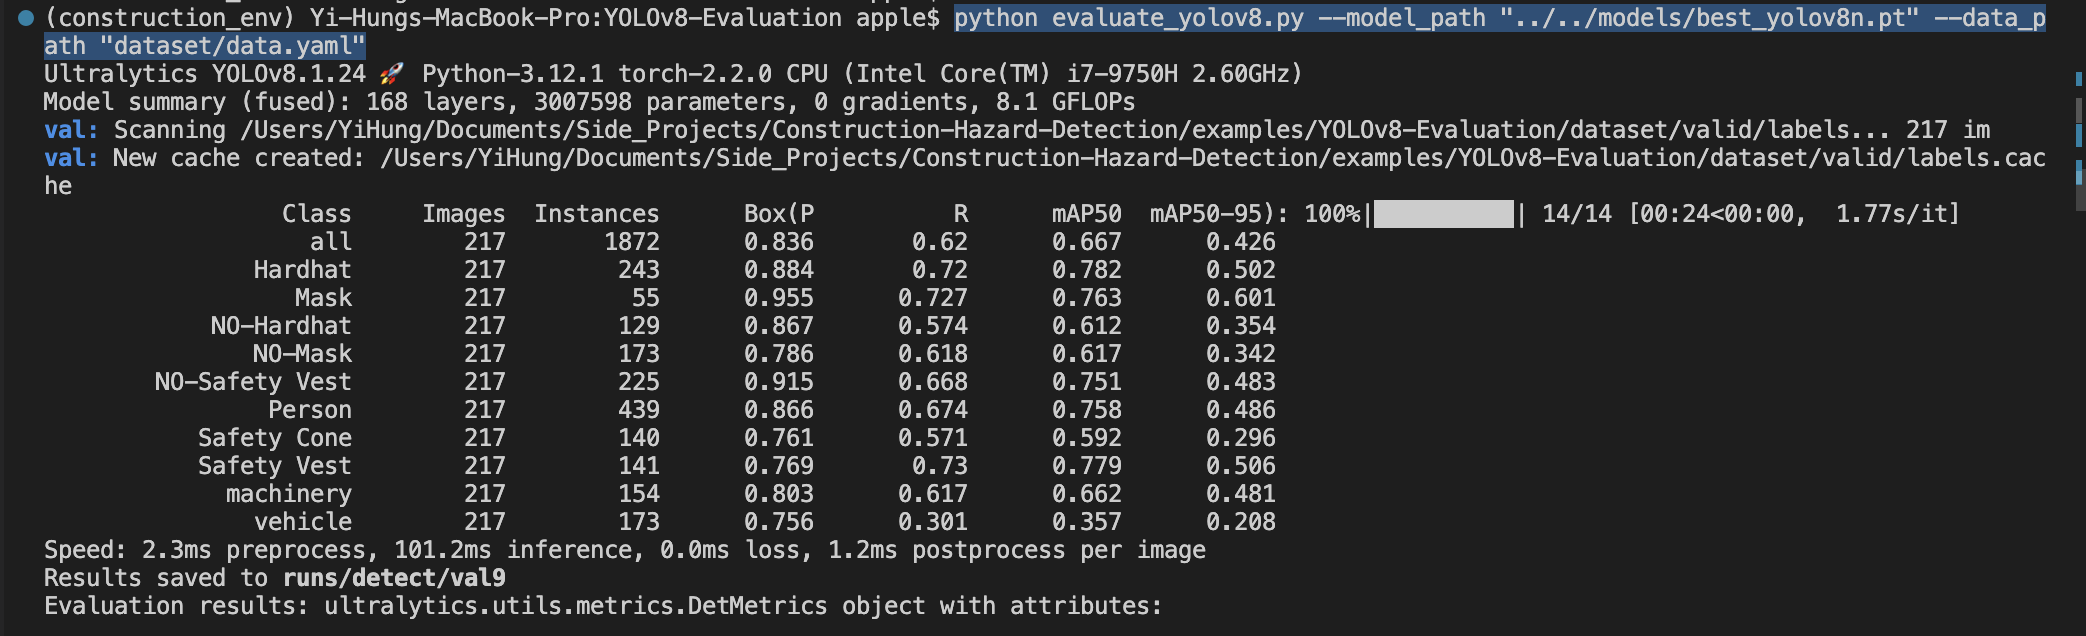 (construction_env) Yi-Hungs-MacBook-Pro:YOLOv8-Evaluation apple$ python evaluate_yolov8.py --model_path "../../models/best_yolov8n.pt" --data_p
ath "dataset/data.yaml"
Ultralytics YOLOv8.1.24 🚀 Python-3.12.1 torch-2.2.0 CPU (Intel Core(TM) i7-9750H 2.60GHz)
Model summary (fused): 168 layers, 3007598 parameters, 0 gradients, 8.1 GFLOPs
val: Scanning /Users/YiHung/Documents/Side_Projects/Construction-Hazard-Detection/examples/YOLOv8-Evaluation/dataset/valid/labels... 217 im
val: New cache created: /Users/YiHung/Documents/Side_Projects/Construction-Hazard-Detection/examples/YOLOv8-Evaluation/dataset/valid/labels.cac
he
Class Images Instances Box(P R mAP50 mAP50-95): 100%|██████████| 14/14 [00:24<00:00, 1.77s/it]
all 217 1872 0.836 0.62 0.667 0.426
Hardhat 217 243 0.884 0.72 0.782 0.502
Mask 217 55 0.955 0.727 0.763 0.601
NO-Hardhat 217 129 0.867 0.574 0.612 0.354
NO-Mask 217 173 0.786 0.618 0.617 0.342
NO-Safety Vest 217 225 0.915 0.668 0.751 0.483
Person 217 439 0.866 0.674 0.758 0.486
Safety Cone 217 140 0.761 0.571 0.592 0.296
Safety Vest 217 141 0.769 0.73 0.779 0.506
machinery 217 154 0.803 0.617 0.662 0.481
vehicle 217 173 0.756 0.301 0.357 0.208
Speed: 2.3ms preprocess, 101.2ms inference, 0.0ms loss, 1.2ms postprocess per image
Results saved to runs/detect/val9
Evaluation results: ultralytics.utils.metrics.DetMetrics object with attributes: